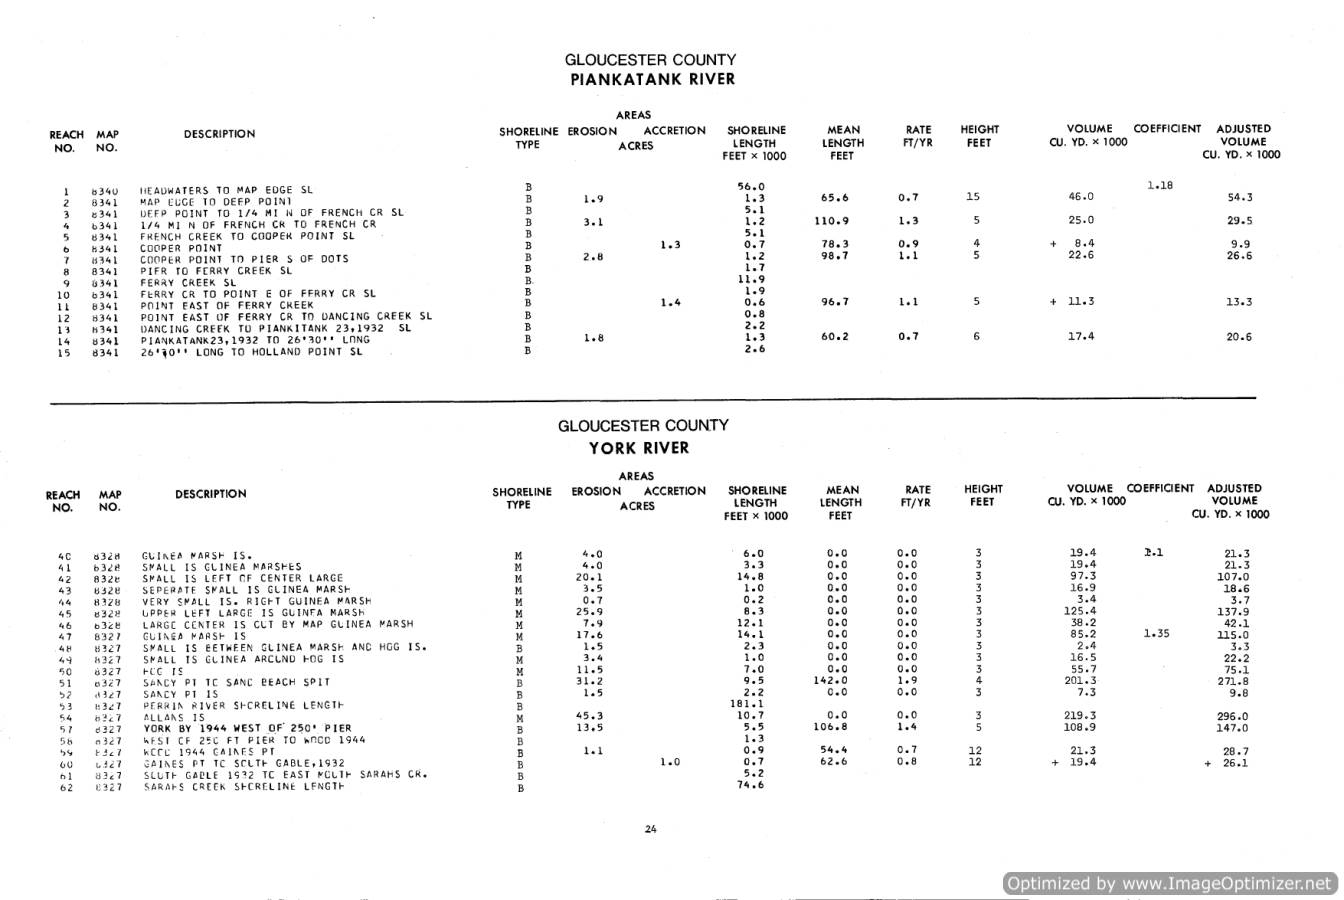 GLOUCESTER COUNTY
PIANKATANK RIVER
AREAS
REACH MAP DESCRIPTION SHORELINE EROSION ACCRETION SHORELINE MEAN RATE HEIGHT VOLUME COEFFICIENT ADJUSTED
NO. NO. TYPE ACRES LENGTH LENGTH FT/YR FEET CU. YD. × 1000 VOLUME
FEET × 1000 FEET CU. YD. × 1000
1 8340 HEADWATERS TO MAP EDGE SL B 56.0 1.18
2 8341 MAP EDGE TO DEEP POINT B 1.9 1.3 65.6 0.7 15 46.0 54.3
3 8341 DEEP POINT TO 1/4 MI N OF FRENCH CR SL B 5.1
4 8341 1/4 MI N OF FRENCH CR TO FRENCH CR B 3.1 1.2 110.9 1.3 5 25.0 29.5
5 8341 FRENCH CREEK TO COOPER POINT SL B 5.1
6 8341 COOPER POINT B 1.3 0.7 78.3 0.9 4 + 8.4 9.9
7 8341 COOPER POINT TO PIER S OF DOTS B 2.8 1.2 98.7 1.1 5 22.6 26.6
8 8341 PIER TO FERRY CREEK SL B 1.7
9 8341 FERRY CREEK SL B 11.9
10 8341 FERRY CR TO POINT E OF FERRY CR SL B 1.9
11 8341 POINT EAST OF FERRY CREEK B 1.4 0.6 96.7 1.1 5 + 11.3 13.3
12 8341 POINT EAST OF FERRY CR TO DANCING CREEK SL B 0.8
13 8341 DANCING CREEK TO PIANKITANK 23,1932 SL B 2.2
14 8341 PIANKATANK23,1932 TO 26'30'' LONG B 1.8 1.3 60.2 0.7 6 17.4 20.6
15 8341 26'30'' LONG TO HOLLAND POINT SL B 2.6
GLOUCESTER COUNTY
YORK RIVER
AREAS
REACH MAP DESCRIPTION SHORELINE EROSION ACCRETION SHORELINE MEAN RATE HEIGHT VOLUME COEFFICIENT ADJUSTED
NO. NO. TYPE ACRES LENGTH LENGTH FT/YR FEET CU. YD. × 1000 VOLUME
FEET × 1000 FEET CU. YD. × 1000
40 8328 GUINEA MARSH IS. M 4.0 6.0 0.0 0.0 3 19.4 1.1 21.3
41 8328 SMALL IS GUINEA MARSHES M 4.0 3.3 0.0 0.0 3 19.4 21.3
42 8328 SMALL IS LEFT OF CENTER LARGE M 20.1 14.8 0.0 0.0 3 97.3 107.0
43 8328 SEPERATE SMALL IS GUINEA MARSH M 3.5 1.0 0.0 0.0 3 16.9 18.6
44 8328 VERY SMALL IS. RIGHT GUINEA MARSH M 0.7 0.2 0.0 0.0 3 3.4 3.7
45 8328 UPPER LEFT LARGE IS GUINEA MARSH M 25.9 8.3 0.0 0.0 3 125.4 137.9
46 8328 LARGE CENTER IS CUT BY MAP GUINEA MARSH M 7.9 12.1 0.0 0.0 3 38.2 42.1
47 8327 GUINEA MARSH IS M 17.6 14.1 0.0 0.0 3 85.2 1.35 115.0
48 8327 SMALL IS BETWEEN GUINEA MARSH AND HOG IS. B 1.5 2.3 0.0 0.0 3 2.4 3.3
49 8327 SMALL IS GUINEA AROUND HOG IS M 3.4 1.0 0.0 0.0 3 16.5 22.2
50 8327 HOG IS M 11.5 7.0 0.0 0.0 3 55.7 75.1
51 8327 SANDY PT TO SAND BEACH SPIT B 31.2 9.5 142.0 1.9 4 201.3 271.8
52 8327 SANDY PT IS B 1.5 2.2 0.0 0.0 3 7.3 9.8
53 8327 PERRIN RIVER SHORELINE LENGTH B 181.1
54 8327 ALLANS IS M 45.3 10.7 0.0 0.0 3 219.3 296.0
57 8327 YORK BY 1944 WEST OF 250' PIER B 13.5 5.5 106.8 1.4 5 108.9 147.0
58 8327 WEST OF 250 FT PIER TO WOOD 1944 B 1.3
59 8327 WOOD 1944 GAINES PT B 1.1 0.9 54.4 0.7 12 21.3 28.7
60 8327 GAINES PT TO SOUTH GABLE,1932 B 1.0 0.7 62.6 0.8 12 + 19.4 + 26.1
61 8327 SOUTH GABLE 1932 TO EAST MOUTH SARAHS CR. B 5.2
62 8327 SARAHS CREEK SHORELINE LENGTH B 74.6
24
Optimized by www.ImageOptimizer.net